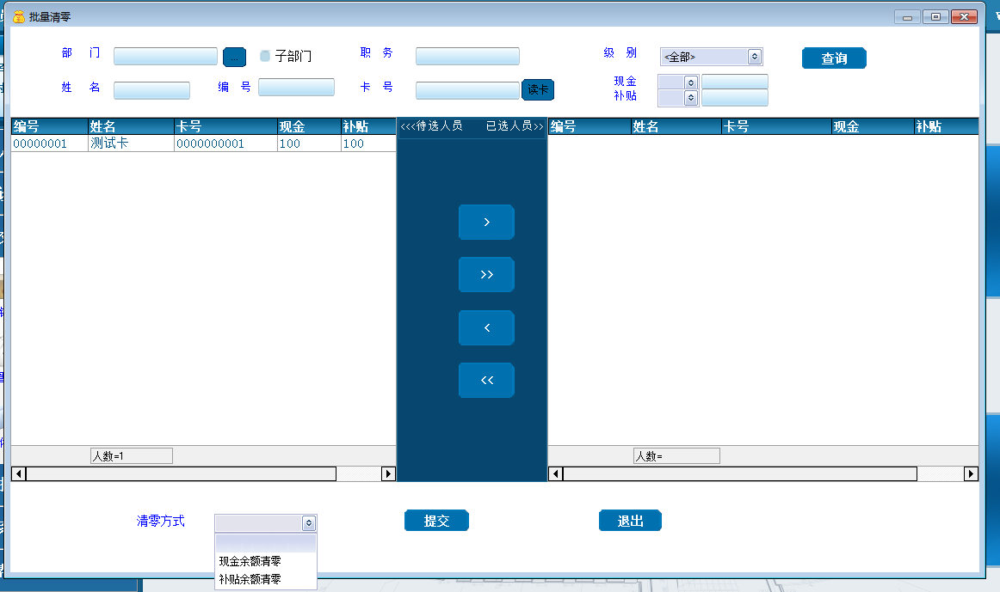 批量清零
部 门 ... 子部门 职 务 级 别 <全部> 查询
姓 名 编 号 卡 号 读卡 现金
补贴
编号 姓名 卡号 现金 补贴 <<<待选人员 已选人员>> 编号 姓名 卡号 现金 补贴
00000001 测试卡 0000000001 100 100
>
>>
<
<<
人数=1 人数=
清零方式 提交 退出
现金余额清零
补贴余额清零